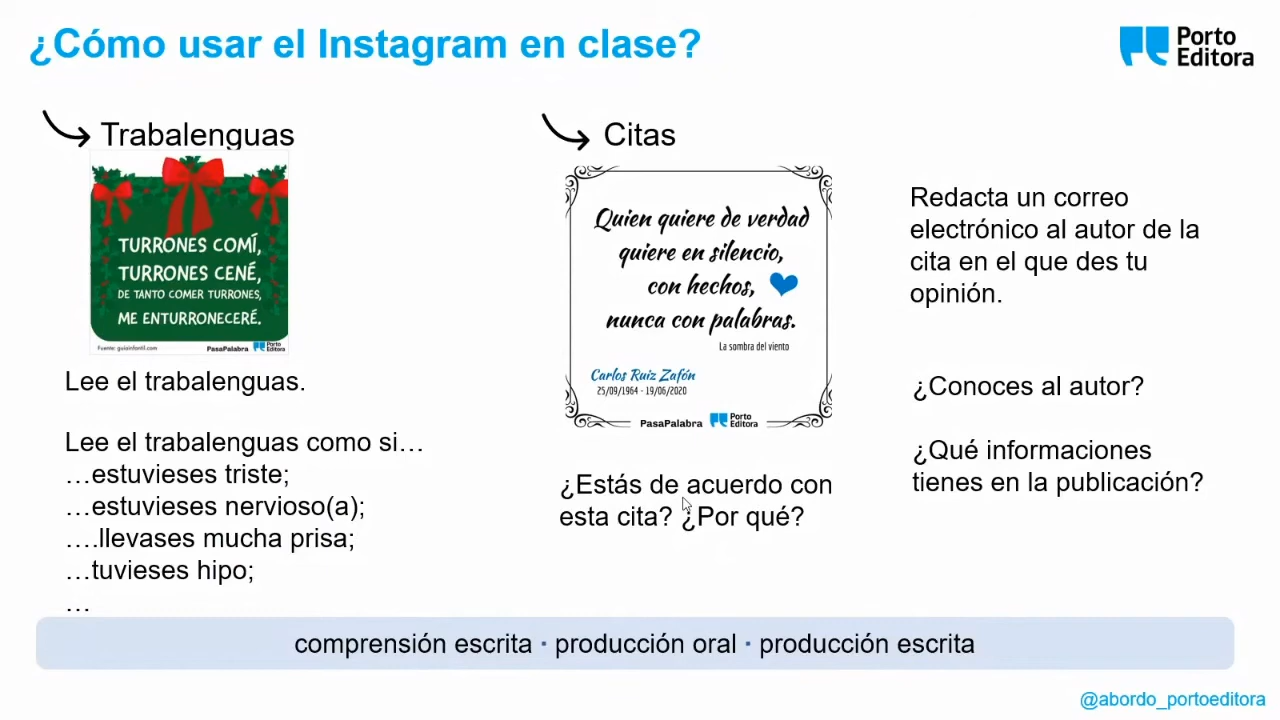 ¿Cómo usar el Instagram en clase?
Porto
Editora
Trabalenguas
TURRONES COMÍ,
TURRONES CENÉ,
DE TANTO COMER TURRONES,
ME ENTURRONECERÉ.
Fuente: guiainfantil.com
PasaPalabra
Porto
Editora
Lee el trabalenguas.
Lee el trabalenguas como si…
…estuvieses triste;
…estuvieses nervioso(a);
….llevases mucha prisa;
…tuvieses hipo;
…
Citas
Quien quiere de verdad
quiere en silencio,
con hechos,
nunca con palabras.
La sombra del viento
Carlos Ruiz Zafón
25/09/1964 - 19/06/2020
PasaPalabra
Porto
Editora
¿Estás de acuerdo con
esta cita? ¿Por qué?
Redacta un correo
electrónico al autor de la
cita en el que des tu
opinión.
¿Conoces al autor?
¿Qué informaciones
tienes en la publicación?
comprensión escrita · producción oral · producción escrita
@abordo_portoeditora